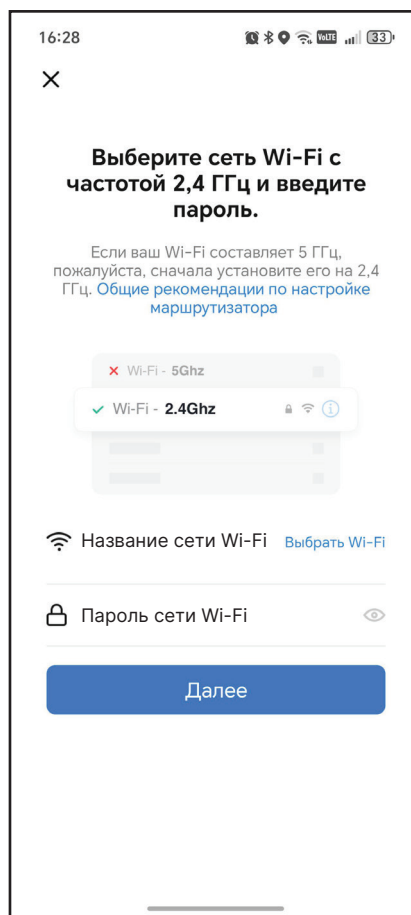 16:28 VoLTE 33
Выберите сеть Wi-Fi с
частотой 2,4 ГГц и введите
пароль.
Если ваш Wi-Fi составляет 5 ГГц,
пожалуйста, сначала установите его на 2,4
ГГц. Общие рекомендации по настройке
маршрутизатора
Wi-Fi - 5Ghz
Wi-Fi - 2.4Ghz
Название сети Wi-Fi Выбрать Wi-Fi
Пароль сети Wi-Fi
Далее